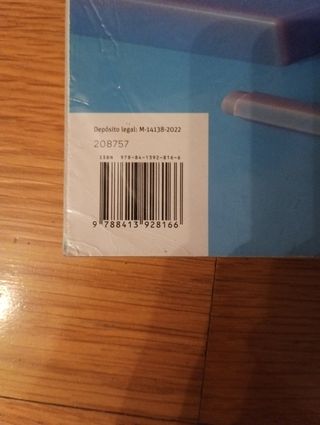 Depósito legal: M-14138-2022
208757
ISBN 978-84-1392-816-6
9 788413 928166